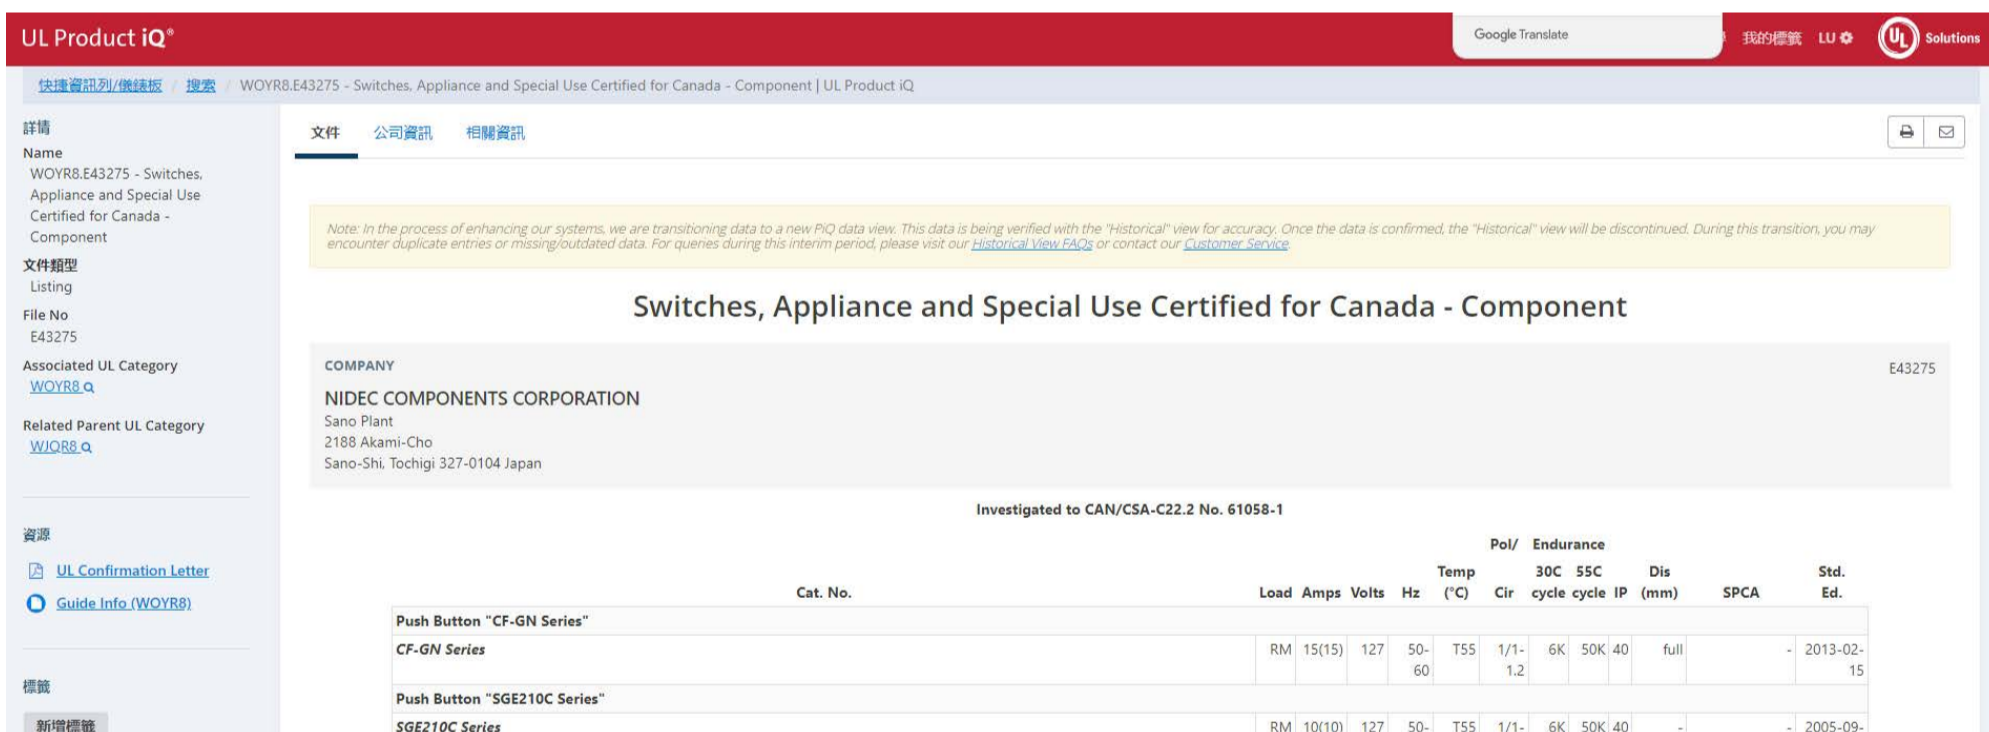 UL Product iQ®
Google Translate
我的標籤 LU
UL Solutions
快捷資訊列/儀錶板 / 搜索 / WOYR8.E43275 - Switches, Appliance and Special Use Certified for Canada - Component | UL Product iQ
詳情
Name
WOYR8.E43275 - Switches,
Appliance and Special Use
Certified for Canada -
Component
文件類型
Listing
File No
E43275
Associated UL Category
WOYR8
Related Parent UL Category
WJQR8
資源
UL Confirmation Letter
Guide Info (WOYR8)
標籤
新增標籤
文件 公司資訊 相關資訊
Note: In the process of enhancing our systems, we are transitioning data to a new PiQ data view. This data is being verified with the "Historical" view for accuracy. Once the data is confirmed, the "Historical" view will be discontinued. During this transition, you may
encounter duplicate entries or missing/outdated data. For queries during this interim period, please visit our Historical View FAQs or contact our Customer Service.
Switches, Appliance and Special Use Certified for Canada - Component
COMPANY E43275
NIDEC COMPONENTS CORPORATION
Sano Plant
2188 Akami-Cho
Sano-Shi, Tochigi 327-0104 Japan
Investigated to CAN/CSA-C22.2 No. 61058-1
Pol/ Endurance
Temp 30C 55C Dis Std.
Cat. No. Load Amps Volts Hz (°C) Cir cycle cycle IP (mm) SPCA Ed.
Push Button "CF-GN Series"
CF-GN Series RM 15(15) 127 50- T55 1/1- 6K 50K 40 full - 2013-02-
60 1.2 15
Push Button "SGE210C Series"
SGE210C Series RM 10(10) 127 50- T55 1/1- 6K 50K 40 - - 2005-09-